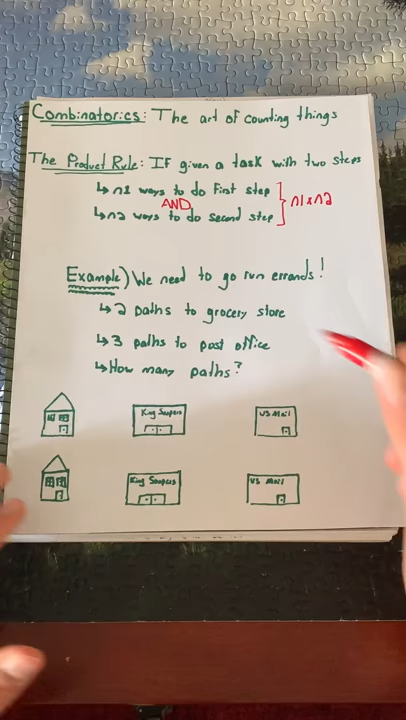 Combinatorics: The art of counting things
The Product Rule: IF given a task with two steps
↳ n1 ways to do first step
AND
↳ n2 ways to do second step
n1 x n2
Example) We need to go run errands!
↳ 2 paths to grocery store
↳ 3 paths to post office
↳ How many paths?
King Soopers
US Mail
King Soopers
US Mail